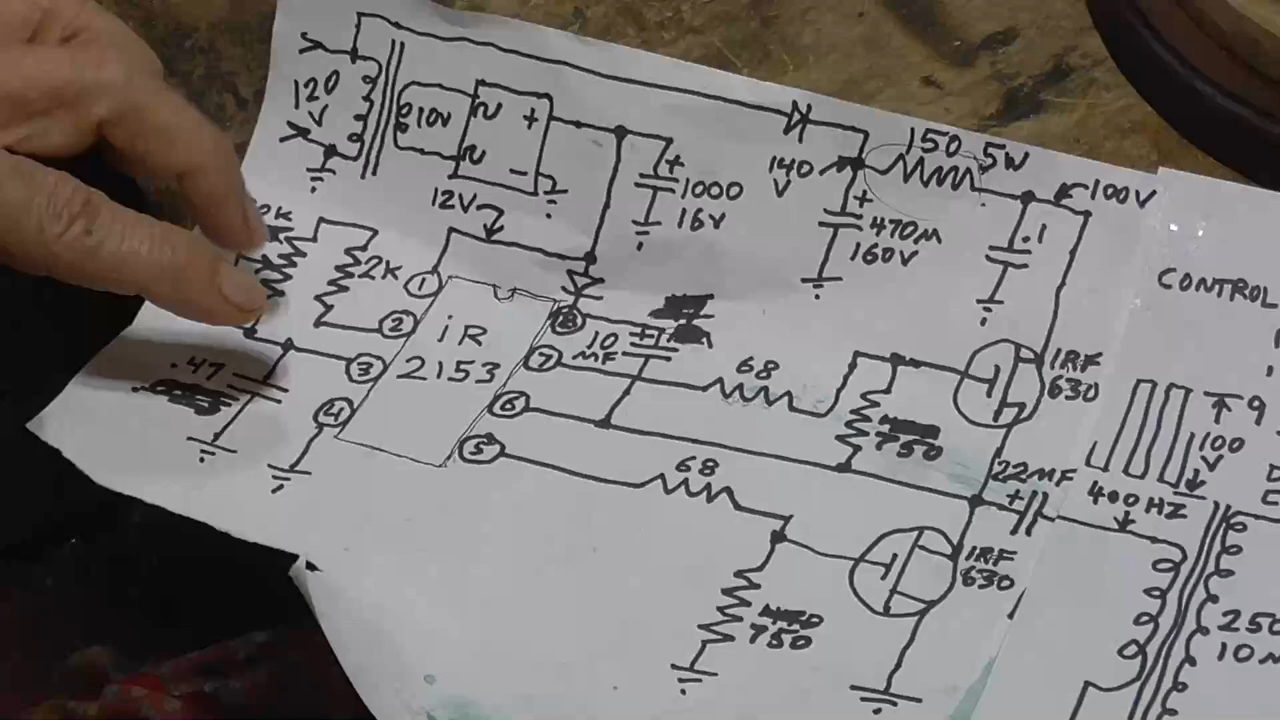 120
V
10V
+
-
12V
+
1000
16V
140
V
150 5W
100V
+
470M
160V
.1
CONTROL
2K
1
2
3
4
iR
2153
8
7
6
5
10
MF
+
.47
68
750
IRF
630
9
100
V
400HZ
22MF
+
68
750
IRF
630
250